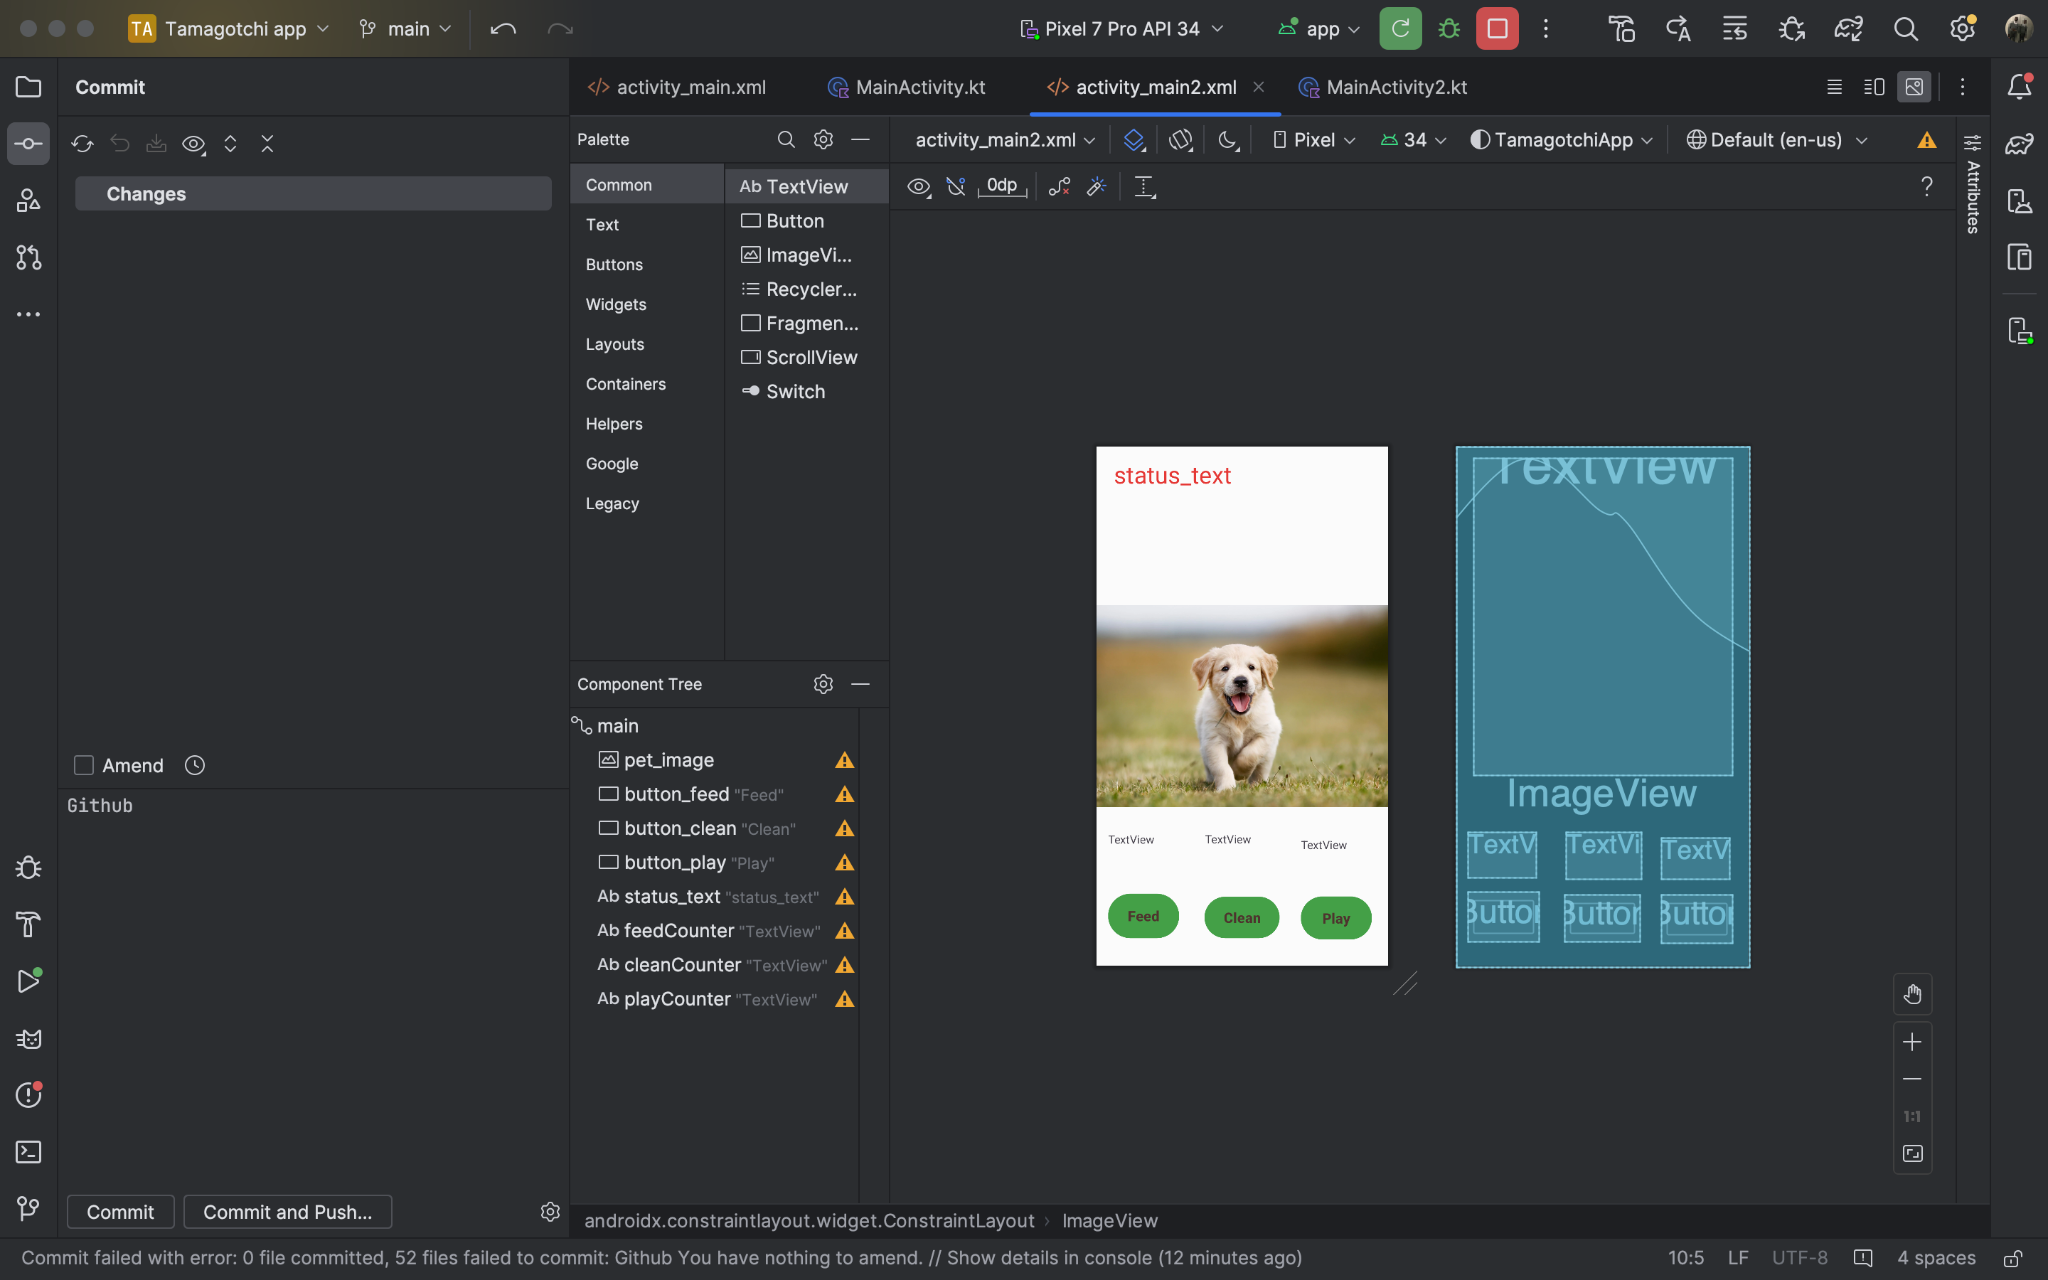 TA Tamagotchi app main Pixel 7 Pro API 34 app
Commit
activity_main.xml MainActivity.kt activity_main2.xml MainActivity2.kt
Changes
Palette
Common
Text
Buttons
Widgets
Layouts
Containers
Helpers
Google
Legacy
Ab TextView
Button
ImageVi...
Recycler...
Fragmen...
ScrollView
Switch
activity_main2.xml Pixel 34 TamagotchiApp Default (en-us)
0dp
?
Attributes
Component Tree
main
pet_image
button_feed "Feed"
button_clean "Clean"
button_play "Play"
Ab status_text "status_text"
Ab feedCounter "TextView"
Ab cleanCounter "TextView"
Ab playCounter "TextView"
status_text
TextView TextView TextView
Feed Clean Play
TextView
ImageView
TextV TextVi TextV
Button Button Button
1:1
Amend
Github
Commit Commit and Push...
androidx.constraintlayout.widget.ConstraintLayout › ImageView
Commit failed with error: 0 file committed, 52 files failed to commit: Github You have nothing to amend. // Show details in console (12 minutes ago) 10:5 LF UTF-8 4 spaces